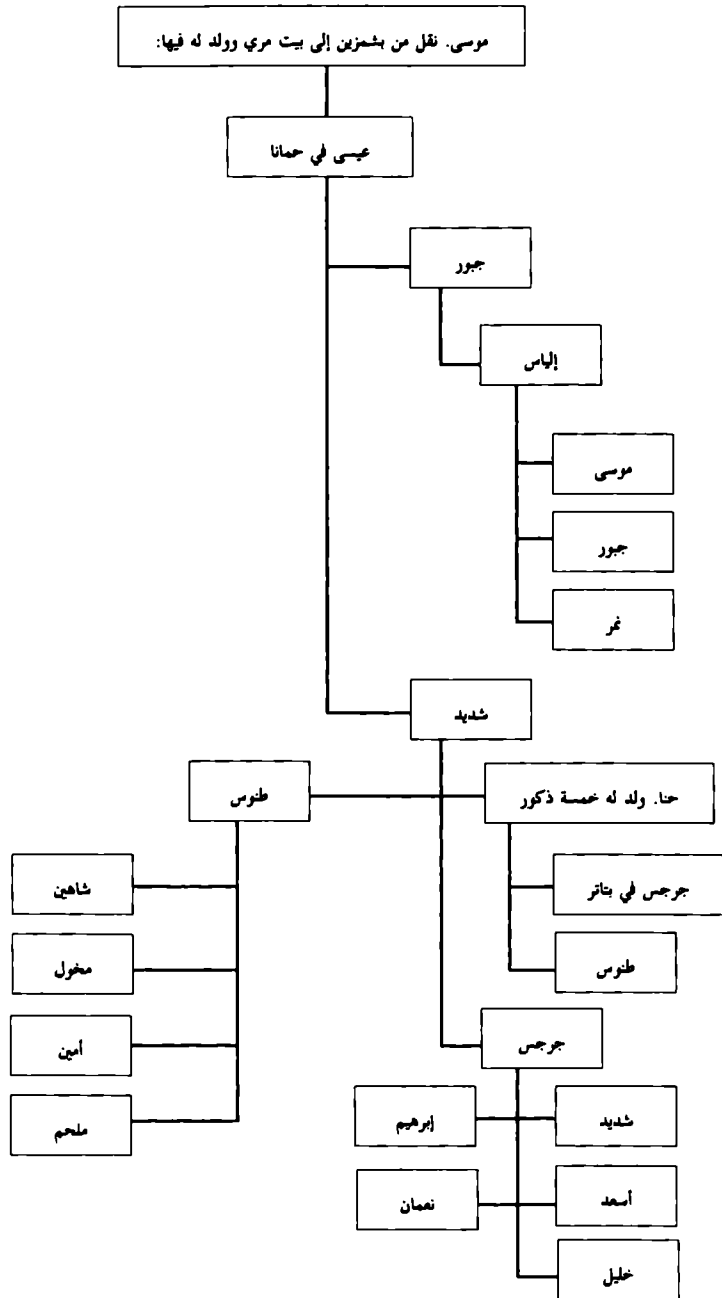 موسى. نقل من بشمزين إلى بيت مري وولد له فيها:
عيسى في حمانا
جبور
إلياس
موسى
جبور
نمر
شديد
حنا. ولد له خمسة ذكور
طنوس
جرجس في بتاتر
شاهين
طنوس
مخول
جرجس
أمين
شديد
إبرهيم
ملحم
أسعد
نعمان
خليل